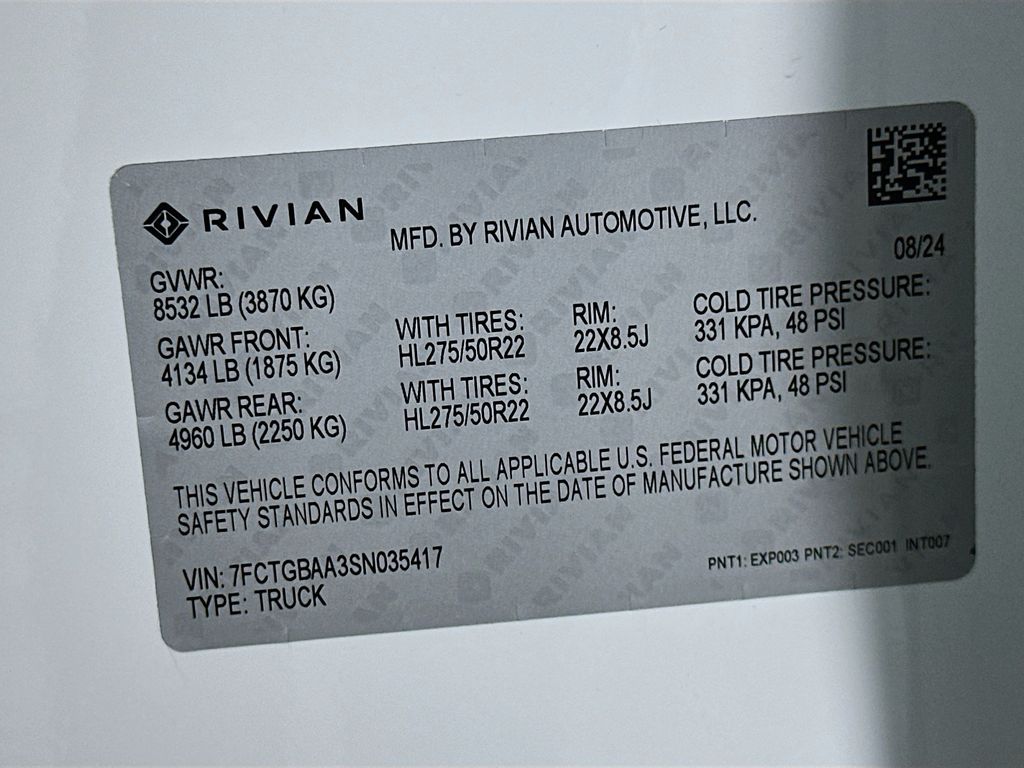 RIVIAN
MFD. BY RIVIAN AUTOMOTIVE, LLC.
08/24
GVWR:
8532 LB (3870 KG)
GAWR FRONT: WITH TIRES: RIM: COLD TIRE PRESSURE:
4134 LB (1875 KG) HL275/50R22 22X8.5J 331 KPA, 48 PSI
GAWR REAR: WITH TIRES: RIM: COLD TIRE PRESSURE:
4960 LB (2250 KG) HL275/50R22 22X8.5J 331 KPA, 48 PSI
THIS VEHICLE CONFORMS TO ALL APPLICABLE U.S. FEDERAL MOTOR VEHICLE
SAFETY STANDARDS IN EFFECT ON THE DATE OF MANUFACTURE SHOWN ABOVE.
VIN: 7FCTGBAA3SN035417
TYPE: TRUCK
PNT1: EXP003 PNT2: SEC001 INT007